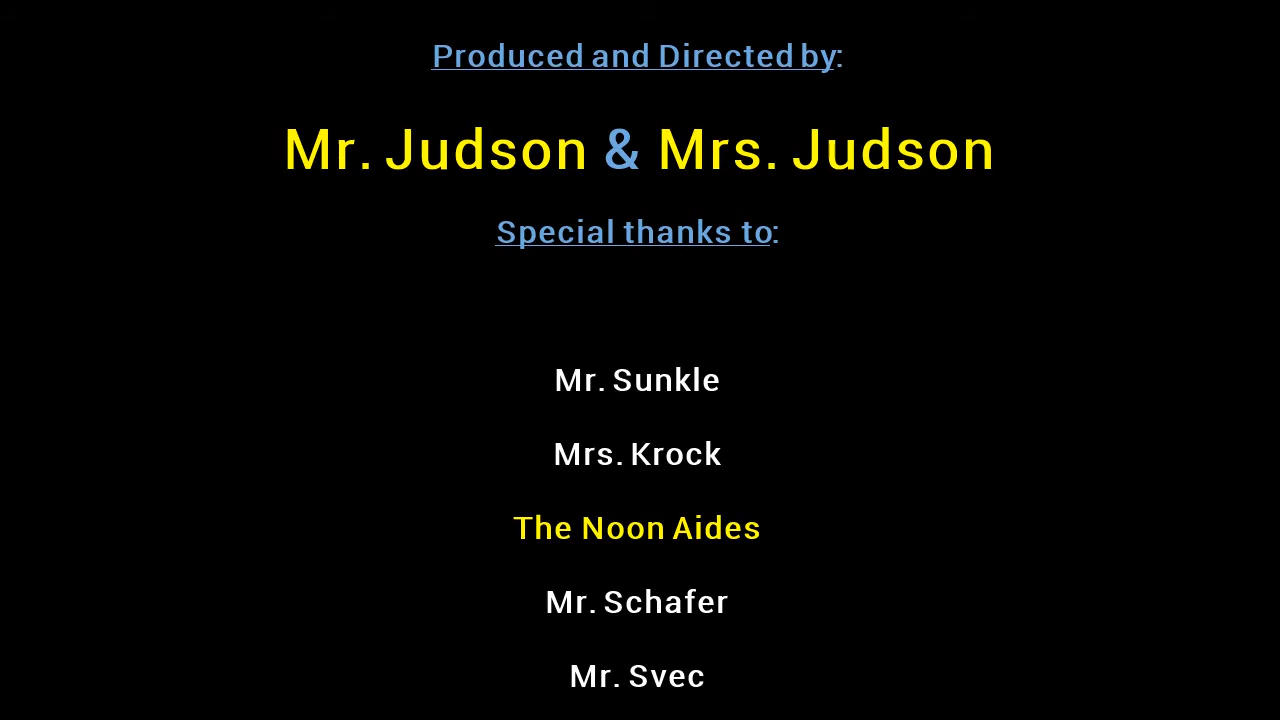 Produced and Directed by:
Mr. Judson & Mrs. Judson
Special thanks to:
Mr. Sunkle
Mrs. Krock
The Noon Aides
Mr. Schafer
Mr. Svec